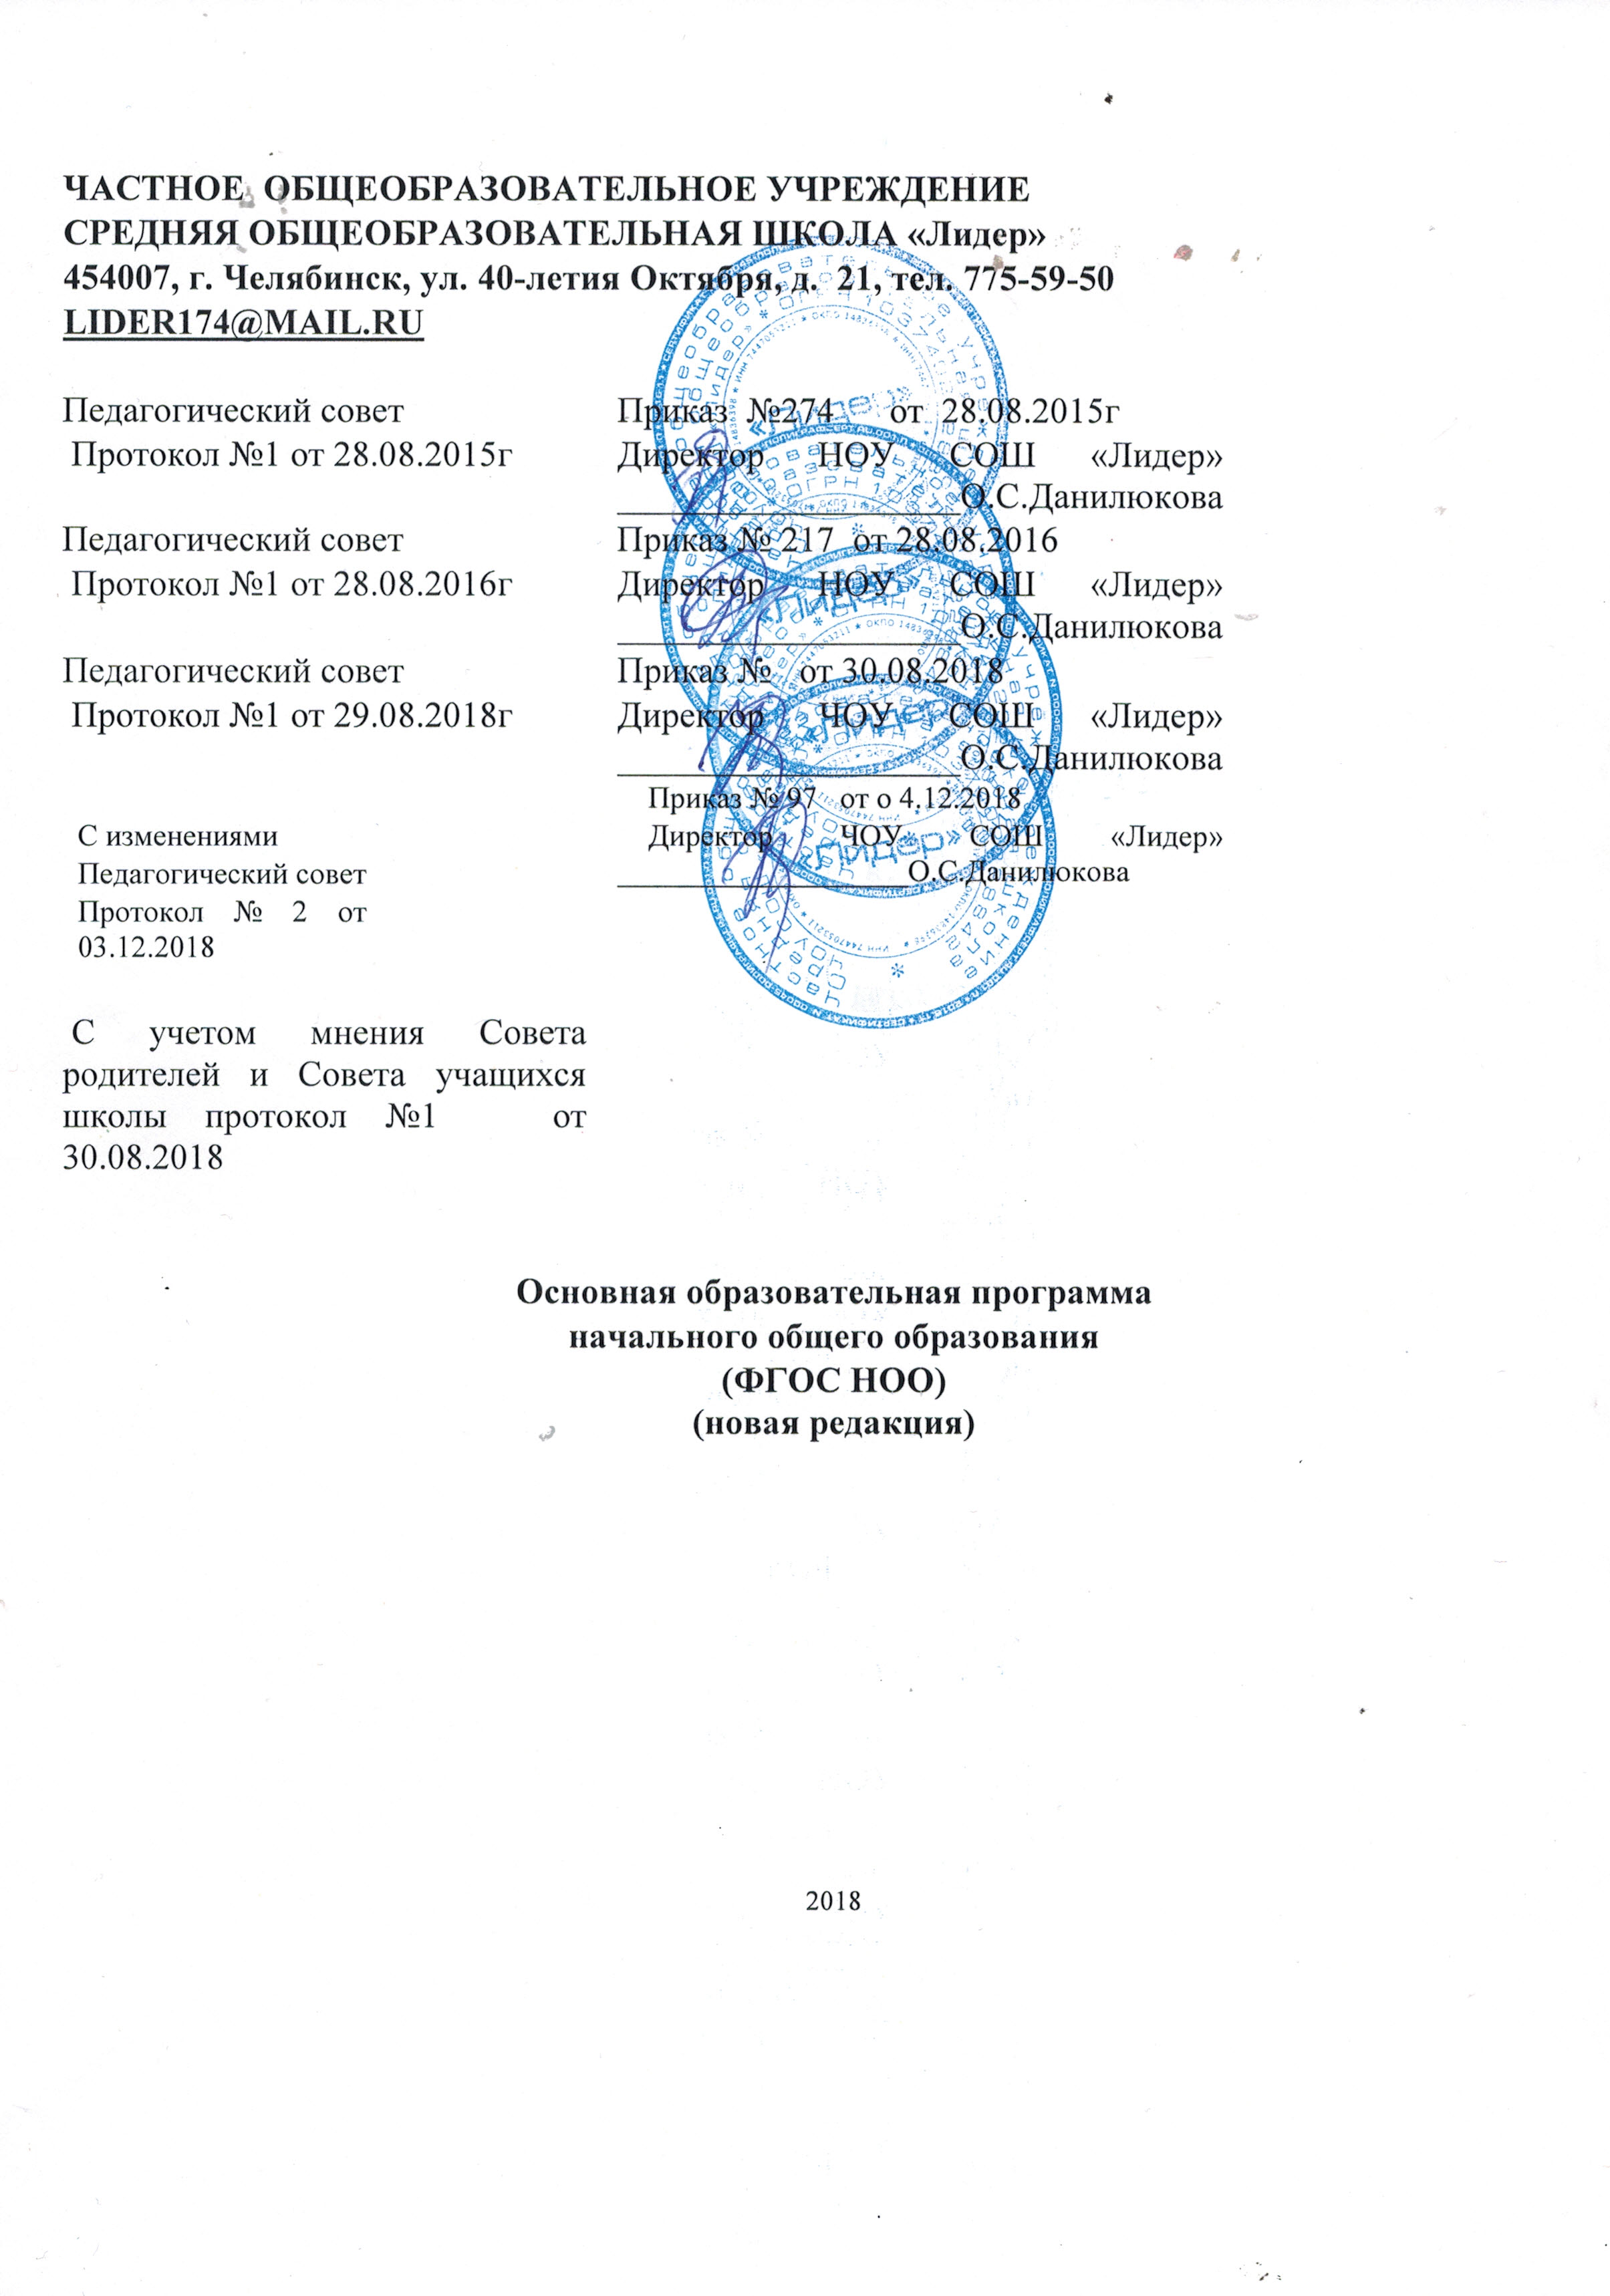 ЧАСТНОЕ ОБЩЕОБРАЗОВАТЕЛЬНОЕ УЧРЕЖДЕНИЕ
СРЕДНЯЯ ОБЩЕОБРАЗОВАТЕЛЬНАЯ ШКОЛА «Лидер»
454007, г. Челябинск, ул. 40-летия Октября, д. 21, тел. 775-59-50
LIDER174@MAIL.RU
Педагогический совет
Протокол №1 от 28.08.2015г
Приказ №274 от 28.08.2015г
Директор НОУ СОШ «Лидер»
О.С.Данилюкова
Педагогический совет
Протокол №1 от 28.08.2016г
Приказ № 217 от 28.08.2016
Директор НОУ СОШ «Лидер»
О.С.Данилюкова
Педагогический совет
Протокол №1 от 29.08.2018г
Приказ № от 30.08.2018
Директор ЧОУ СОШ «Лидер»
О.С.Данилюкова
С изменениями
Педагогический совет
Протокол № 2 от
03.12.2018
Приказ № 97 от о 4.12.2018
Директор ЧОУ СОШ «Лидер»
О.С.Данилюкова
С учетом мнения Совета
родителей и Совета учащихся
школы протокол №1 от
30.08.2018
«Лидер»
«Лидер»
«Лидер»
«Лидер»
Основная образовательная программа
начального общего образования
(ФГОС НОО)
(новая редакция)
2018